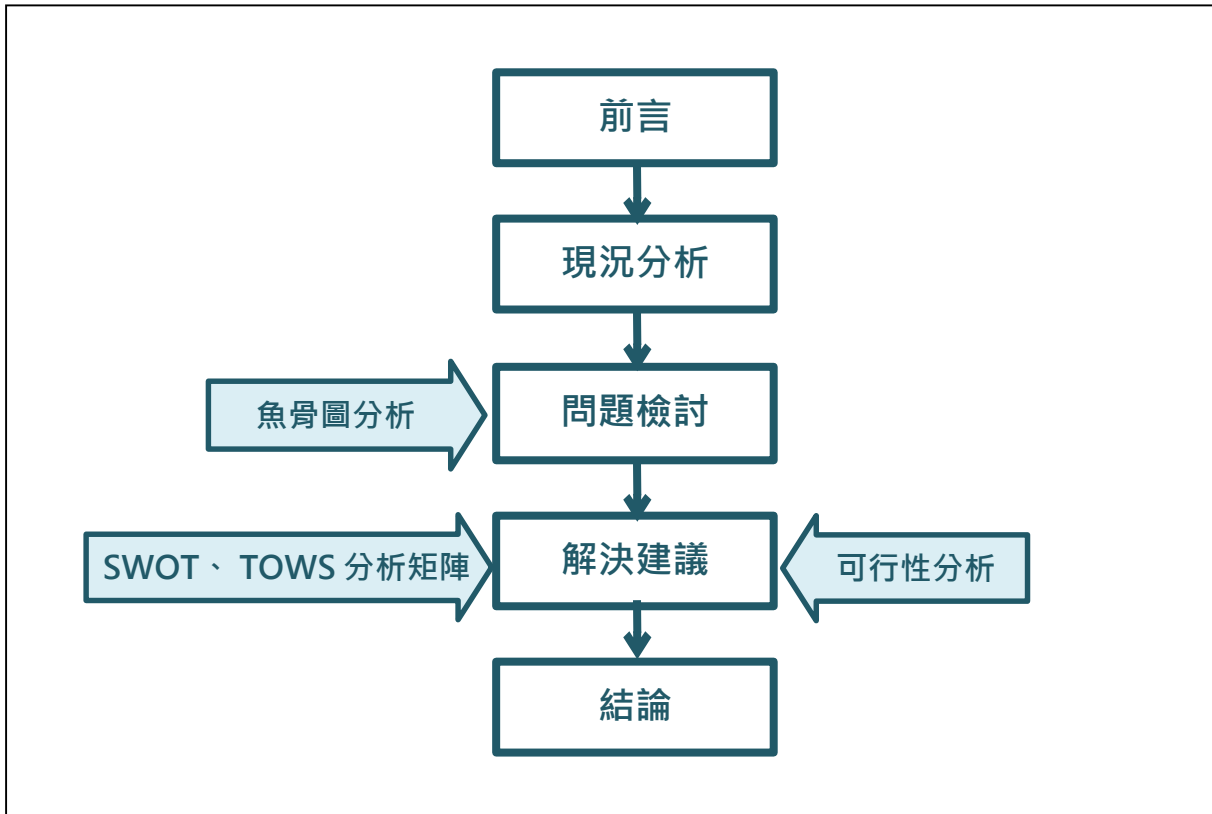 前言
現況分析
魚骨圖分析
問題檢討
SWOT、 TOWS 分析矩陣
解決建議
可行性分析
結論